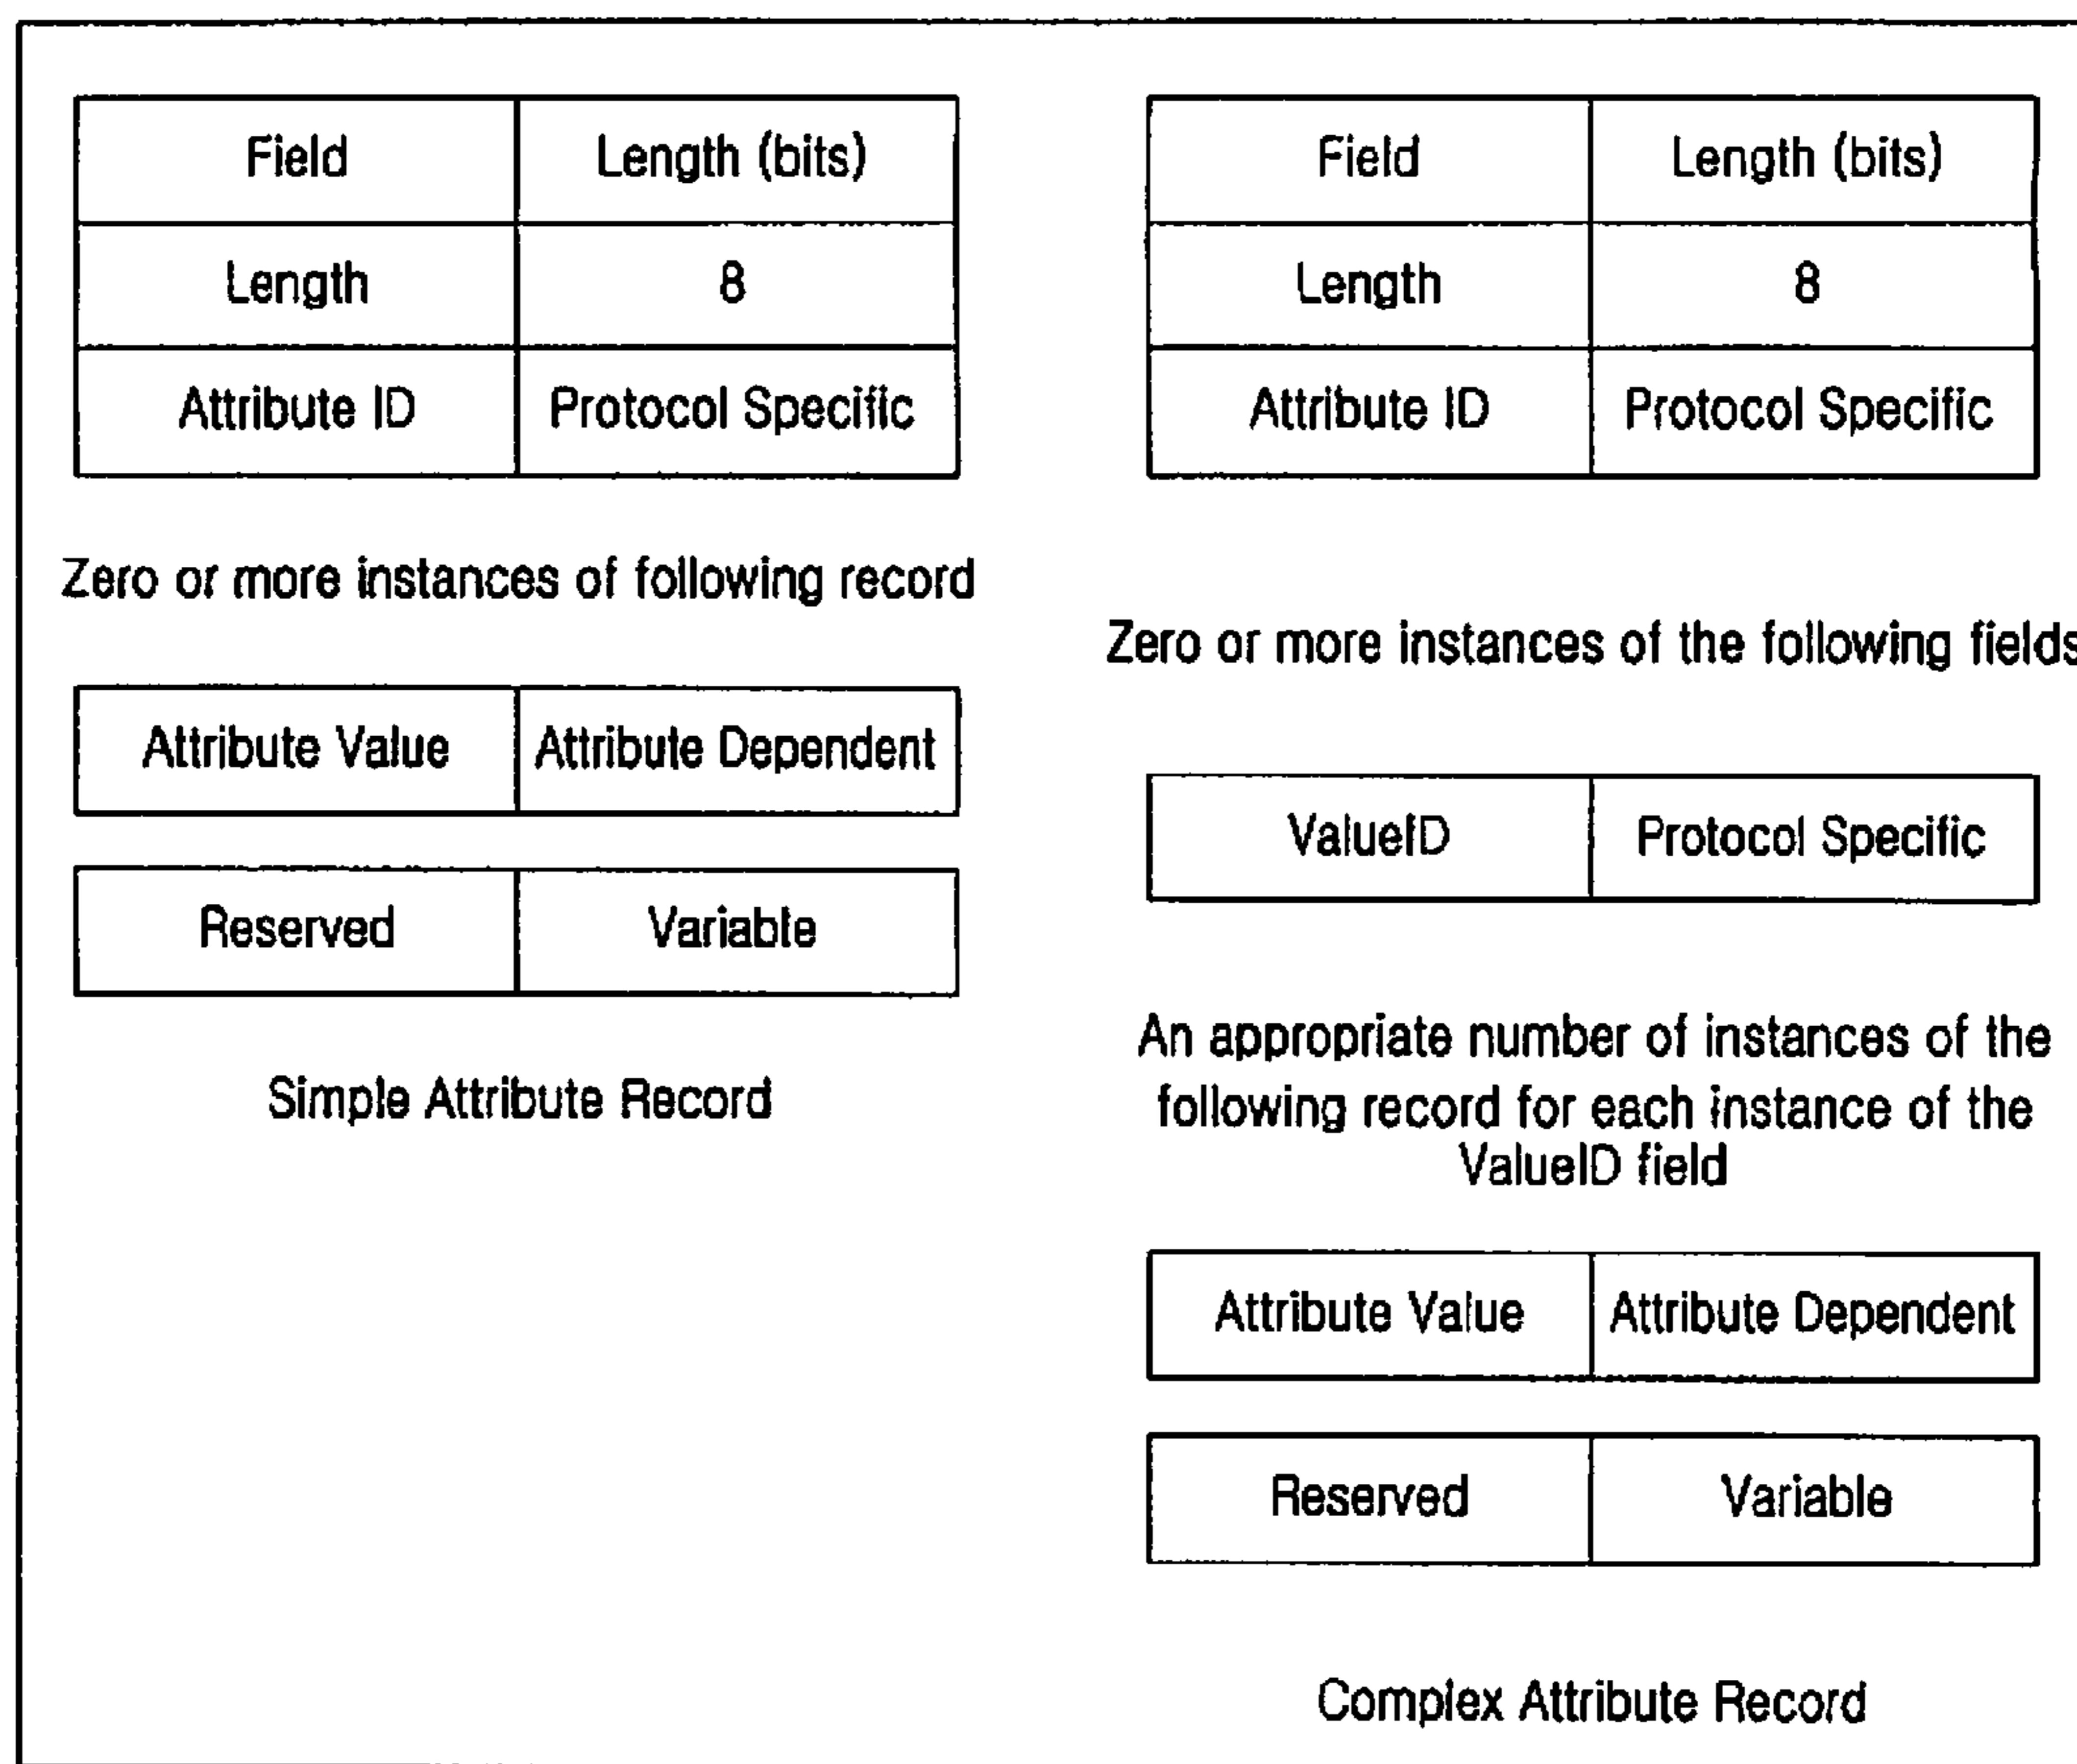 Field Length (bits)
Length 8
Attribute ID Protocol Specific
Zero or more instances of following record
Attribute Value Attribute Dependent
Reserved Variable
Simple Attribute Record
Field Length (bits)
Length 8
Attribute ID Protocol Specific
Zero or more instances of the following fields
ValueID Protocol Specific
An appropriate number of instances of the
following record for each instance of the
ValueID field
Attribute Value Attribute Dependent
Reserved Variable
Complex Attribute Record